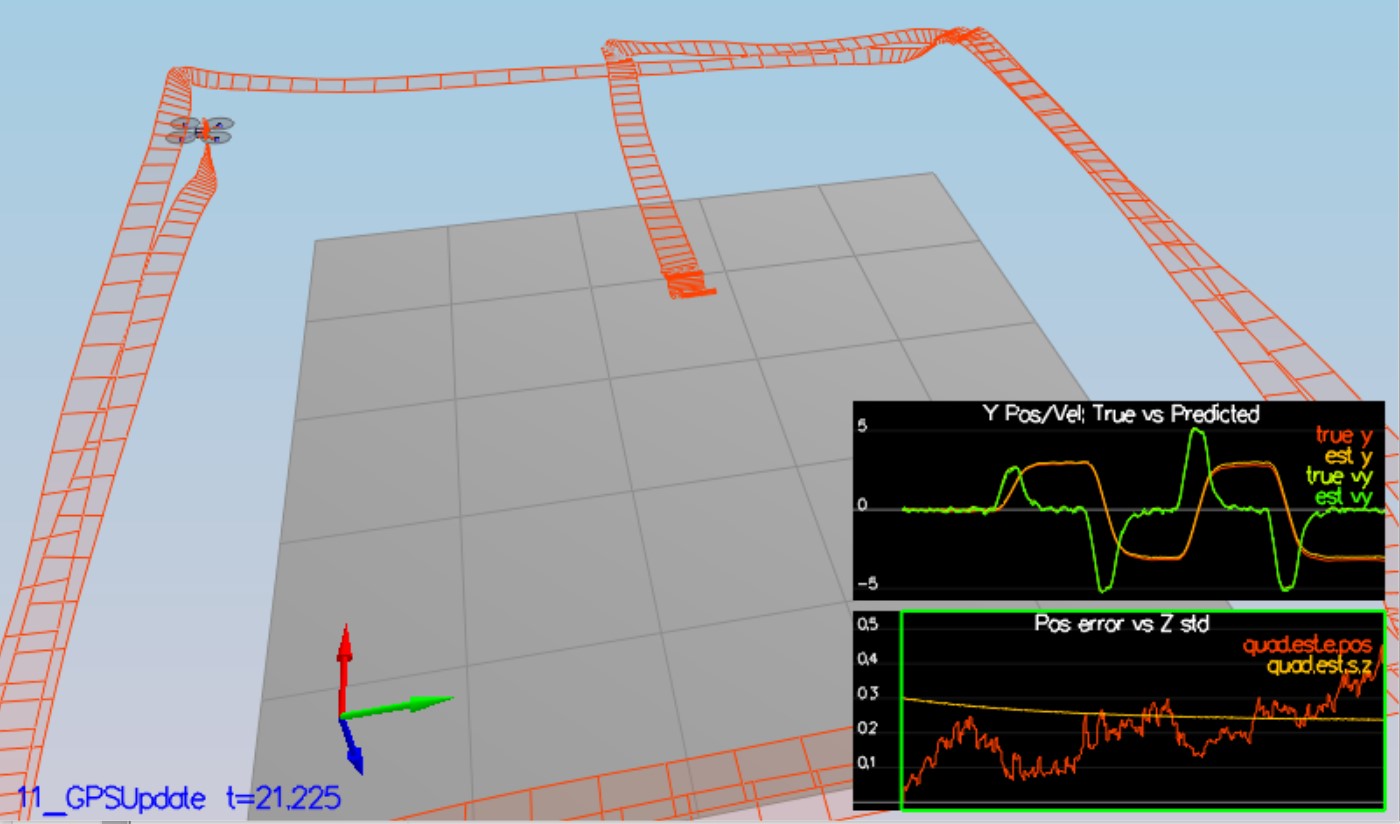 Y Pos/Vel; True vs Predicted
5
true y
est y
true vy
est vy
0
-5
Pos error vs Z std
0.5
quad.est.e.pos
quad.est.s.z
0.4
0.3
0.2
0.1
11_GPSUpdate t=21.225